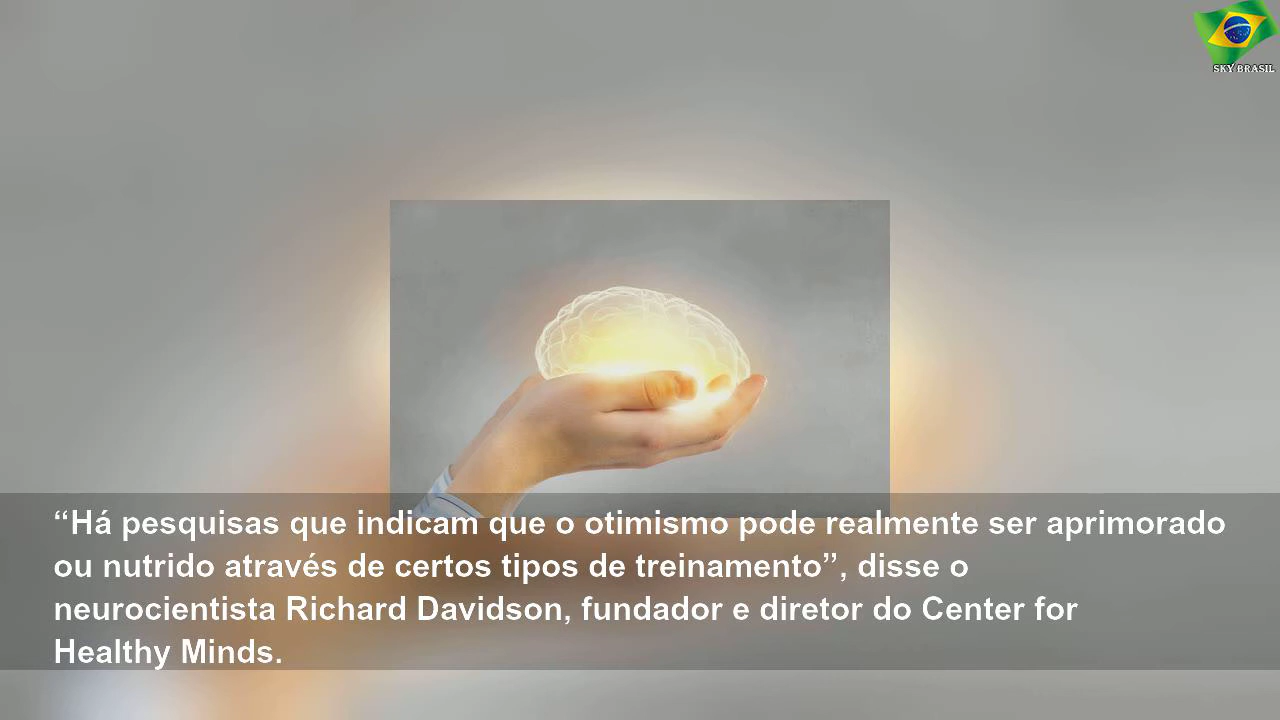 SKY BRASIL
“Há pesquisas que indicam que o otimismo pode realmente ser aprimorado
ou nutrido através de certos tipos de treinamento”, disse o
neurocientista Richard Davidson, fundador e diretor do Center for
Healthy Minds.